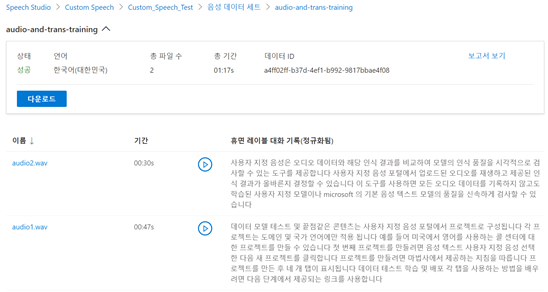 Speech Studio > Custom Speech > Custom_Speech_Test > 음성 데이터 세트 > audio-and-trans-training
audio-and-trans-training
상태 언어 총 파일 수 총 기간 데이터 ID 보고서 보기
성공 한국어(대한민국) 2 01:17s a4ff02ff-b37d-4ef1-b992-9817bbae4f08
다운로드
이름 ↓ 기간 휴먼 레이블 대화 기록(정규화됨)
audio2.wav 00:30s 사용자 지정 음성은 오디오 데이터와 해당 인식 결과를 비교하여 모델의 인식 품질을 시각적으로 검
사할 수 있는 도구를 제공합니다 사용자 지정 음성 포털에서 업로드된 오디오를 재생하고 제공된 인
식 결과가 올바른지 결정할 수 있습니다 이 도구를 사용하면 모든 오디오 데이터를 기록하지 않고도
학습된 사용자 지정 모델이나 microsoft 의 기본 음성 텍스트 모델의 품질을 신속하게 검사할 수 있
습니다
audio1.wav 00:47s 데이터 모델 테스트 및 끝점같은 콘텐츠는 사용자 지정 음성 포털에서 프로젝트로 구성됩니다 각 프
로젝트는 도메인 및 국가 언어에만 적용 됩니다 예를 들어 미국에서 영어를 사용하는 콜 센터에 대
한 프로젝트를 만들 수 있습니다 첫 번째 프로젝트를 만들려면 음성 텍스트 사용자 지정 음성 선택
한 다음 새 프로젝트를 클릭합니다 프로젝트를 만들려면 마법사에서 제공하는 지침을 따릅니다 프
로젝트를 만든 후 네 개 탭이 표시됩니다 데이터 테스트 학습 및 배포 각 탭을 사용하는 방법을 배우
려면 다음 단계에서 제공되는 링크를 사용합니다